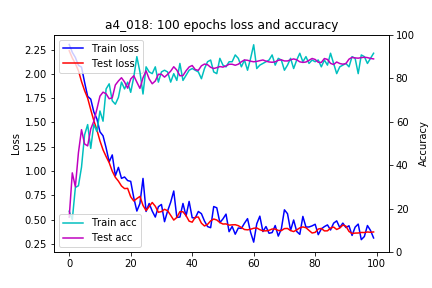 a4_018: 100 epochs loss and accuracy
Train loss
Test loss
Train acc
Test acc
Loss
2.25
2.00
1.75
1.50
1.25
1.00
0.75
0.50
0.25
Accuracy
100
80
60
40
20
0
0 20 40 60 80 100